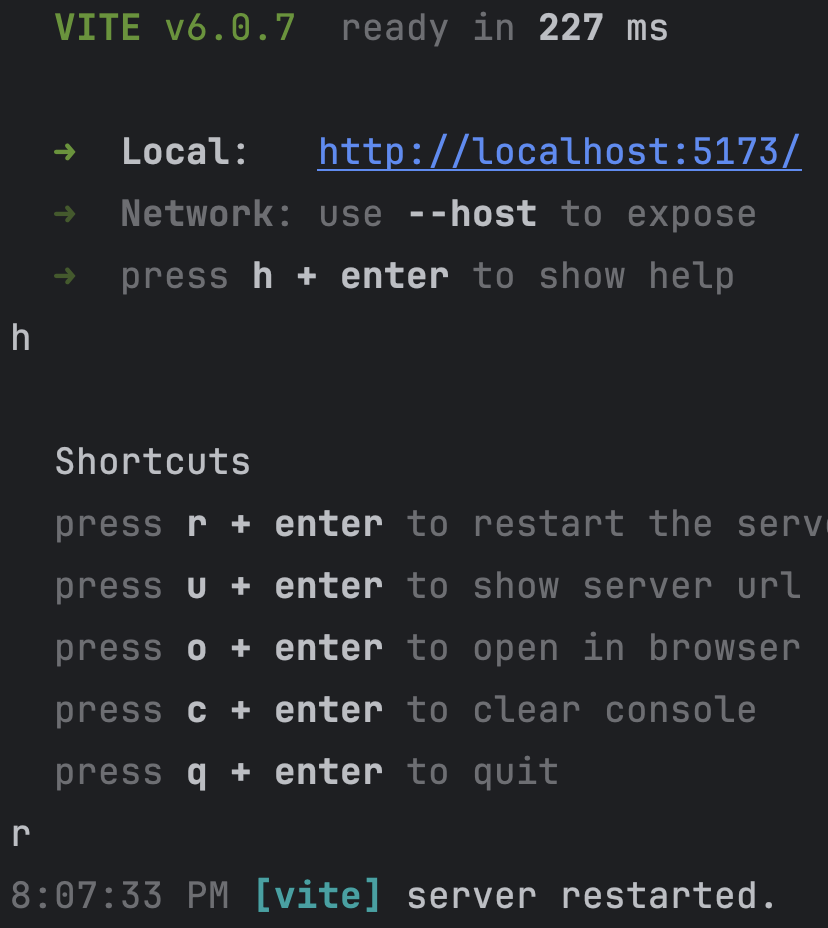 VITE v6.0.7 ready in 227 ms
➜ Local: http://localhost:5173/
➜ Network: use --host to expose
➜ press h + enter to show help
h
Shortcuts
press r + enter to restart the serv
press u + enter to show server url
press o + enter to open in browser
press c + enter to clear console
press q + enter to quit
r
8:07:33 PM [vite] server restarted.